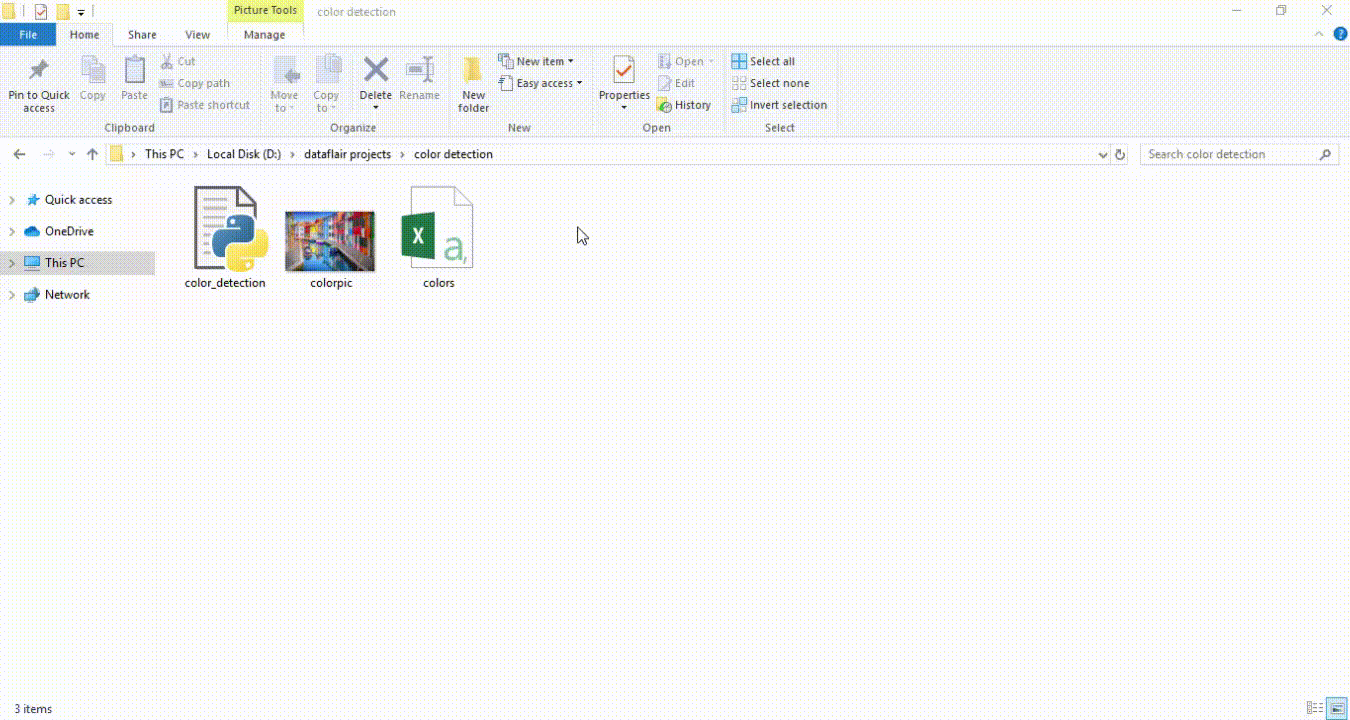 Picture Tools
color detection
File
Home
Share
View
Manage
Pin to Quick access
Copy
Paste
Cut
Copy path
Paste shortcut
Clipboard
Move to
Copy to
Delete
Rename
Organize
New folder
New item
Easy access
New
Properties
Open
Edit
History
Open
Select all
Select none
Invert selection
Select
This PC > Local Disk (D:) > dataflair projects > color detection
Search color detection
Quick access
OneDrive
This PC
Network
X
a,
color_detection
colorpic
colors
3 items